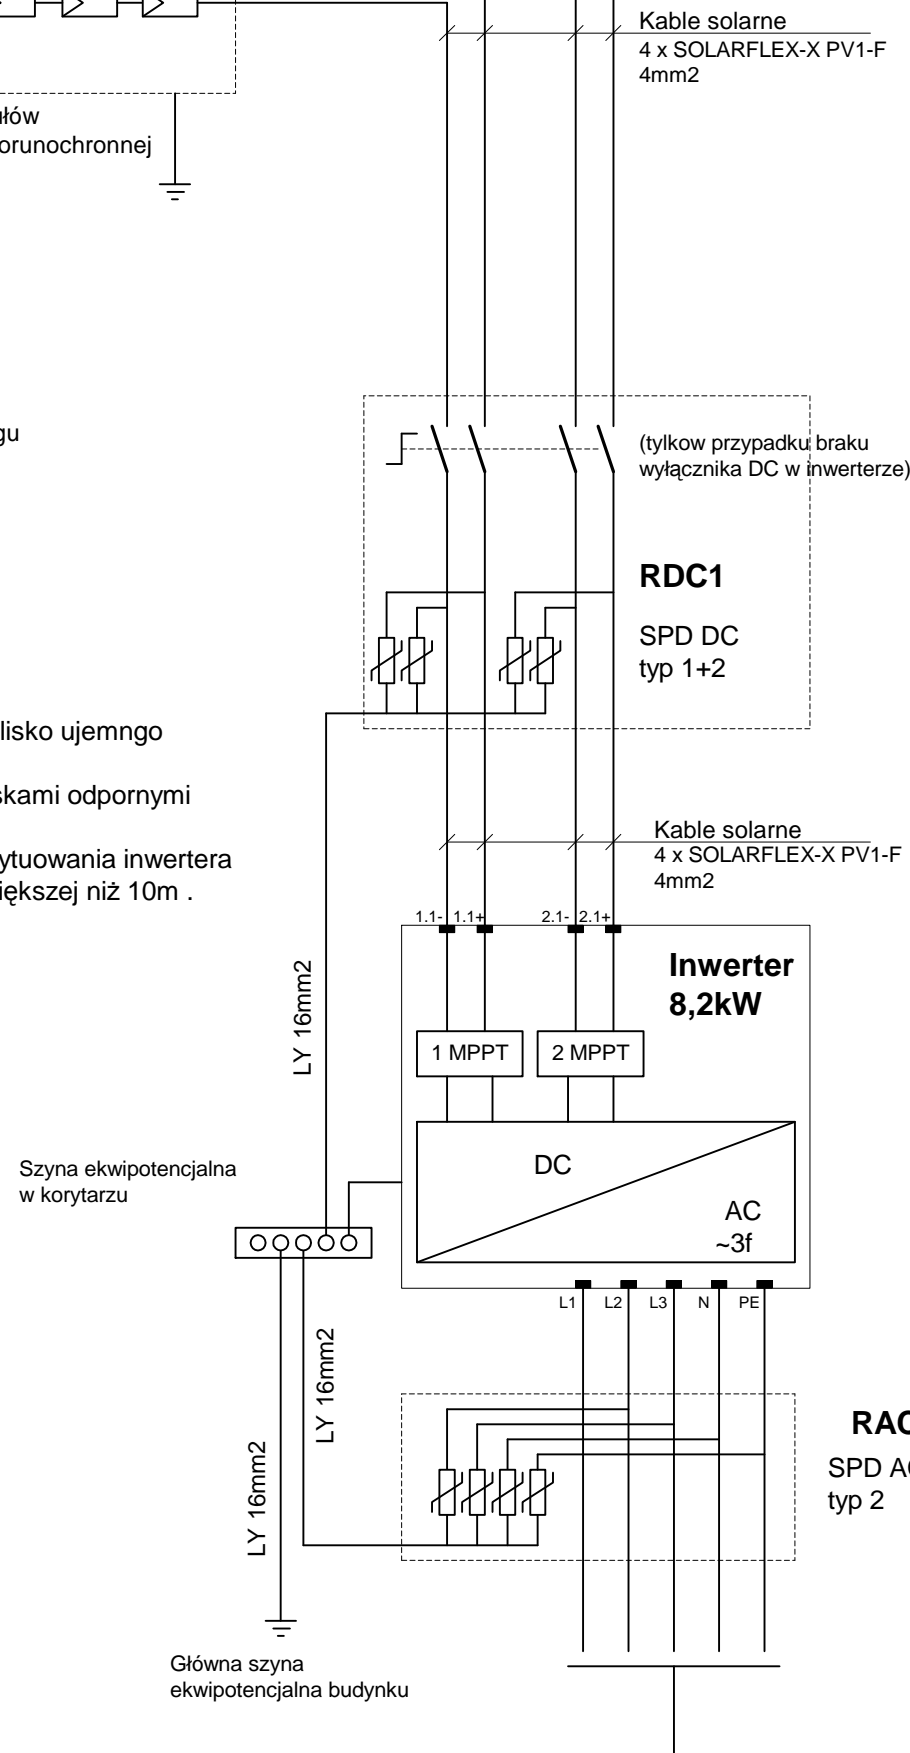 Kable solarne
4 x SOLARFLEX-X PV1-F
4mm2
orunochronnej
(tylkow przypadku braku
wyłącznika DC w inwerterze)
RDC1
SPD DC
typ 1+2
lisko ujemngo
skami odpornymi
ytuowania inwertera
iększej niż 10m .
Kable solarne
4 x SOLARFLEX-X PV1-F
4mm2
1.1- 1.1+ 2.1- 2.1+
Inwerter
8,2kW
LY 16mm2
1 MPPT 2 MPPT
DC
Szyna ekwipotencjalna
w korytarzu
AC
~3f
L1 L2 L3 N PE
LY 16mm2
LY 16mm2
RAC
SPD AC
typ 2
Główna szyna
ekwipotencjalna budynku